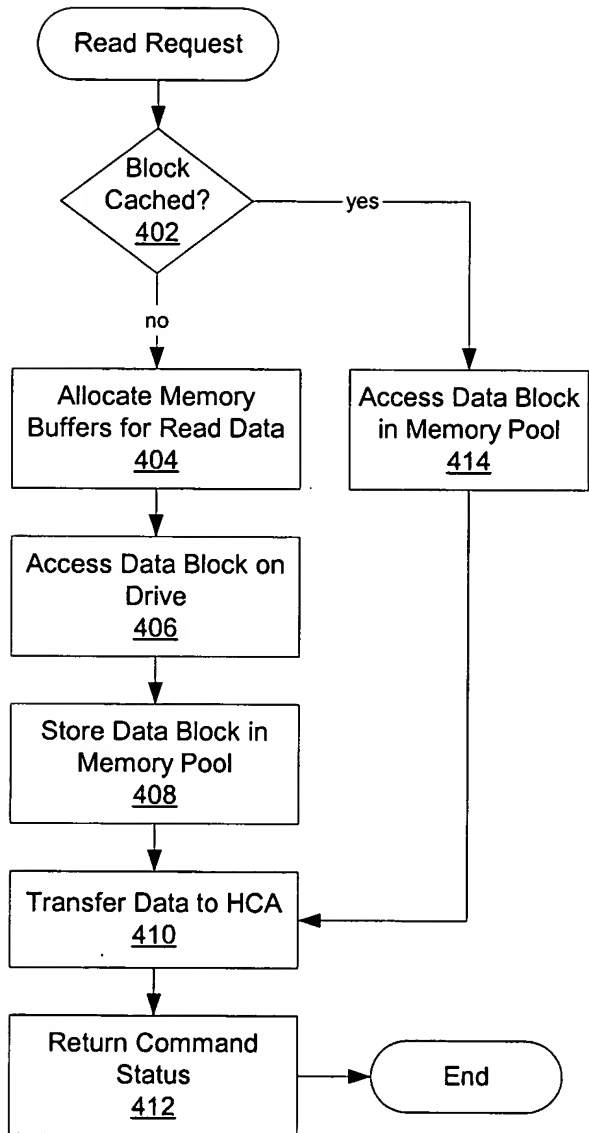 Read Request
Block
Cached?
402
yes
no
Allocate Memory
Buffers for Read Data
404
Access Data Block
in Memory Pool
414
Access Data Block on
Drive
406
Store Data Block in
Memory Pool
408
Transfer Data to HCA
410
Return Command
Status
412
End